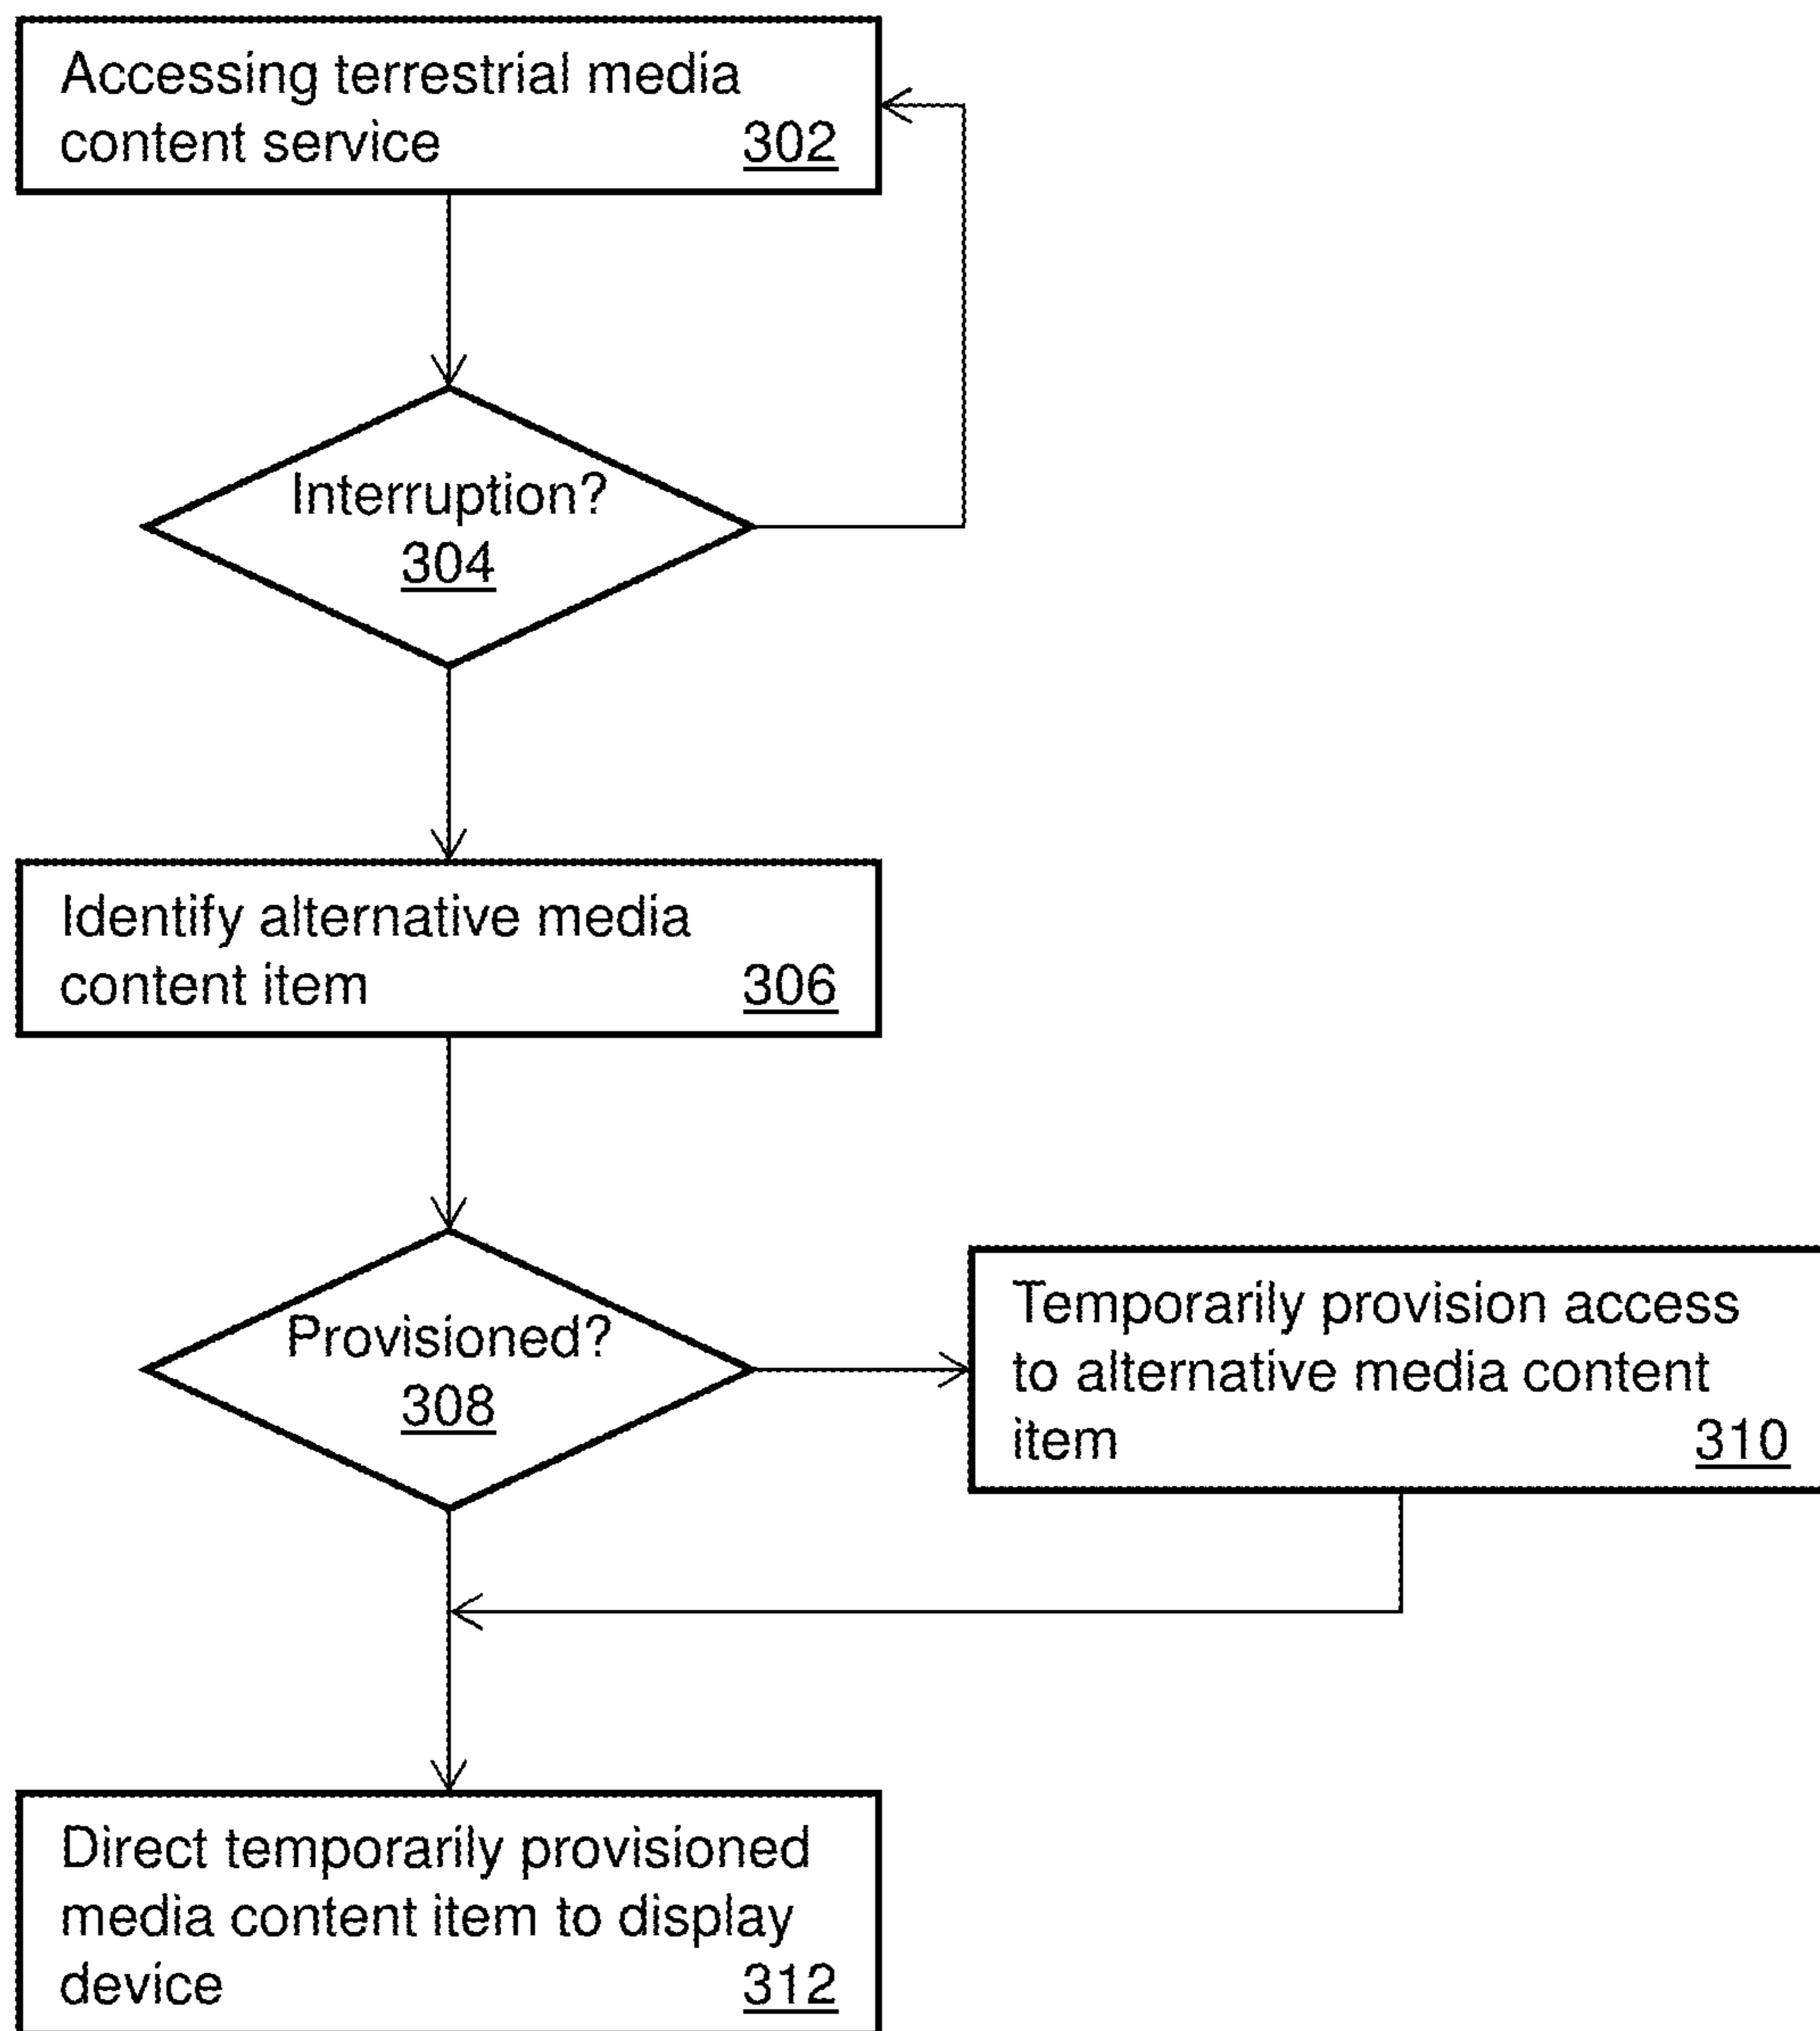 Accessing terrestrial media
content service 302
Interruption?
304
Identify alternative media
content item 306
Provisioned?
308
Temporarily provision access
to alternative media content
item 310
Direct temporarily provisioned
media content item to display
device 312